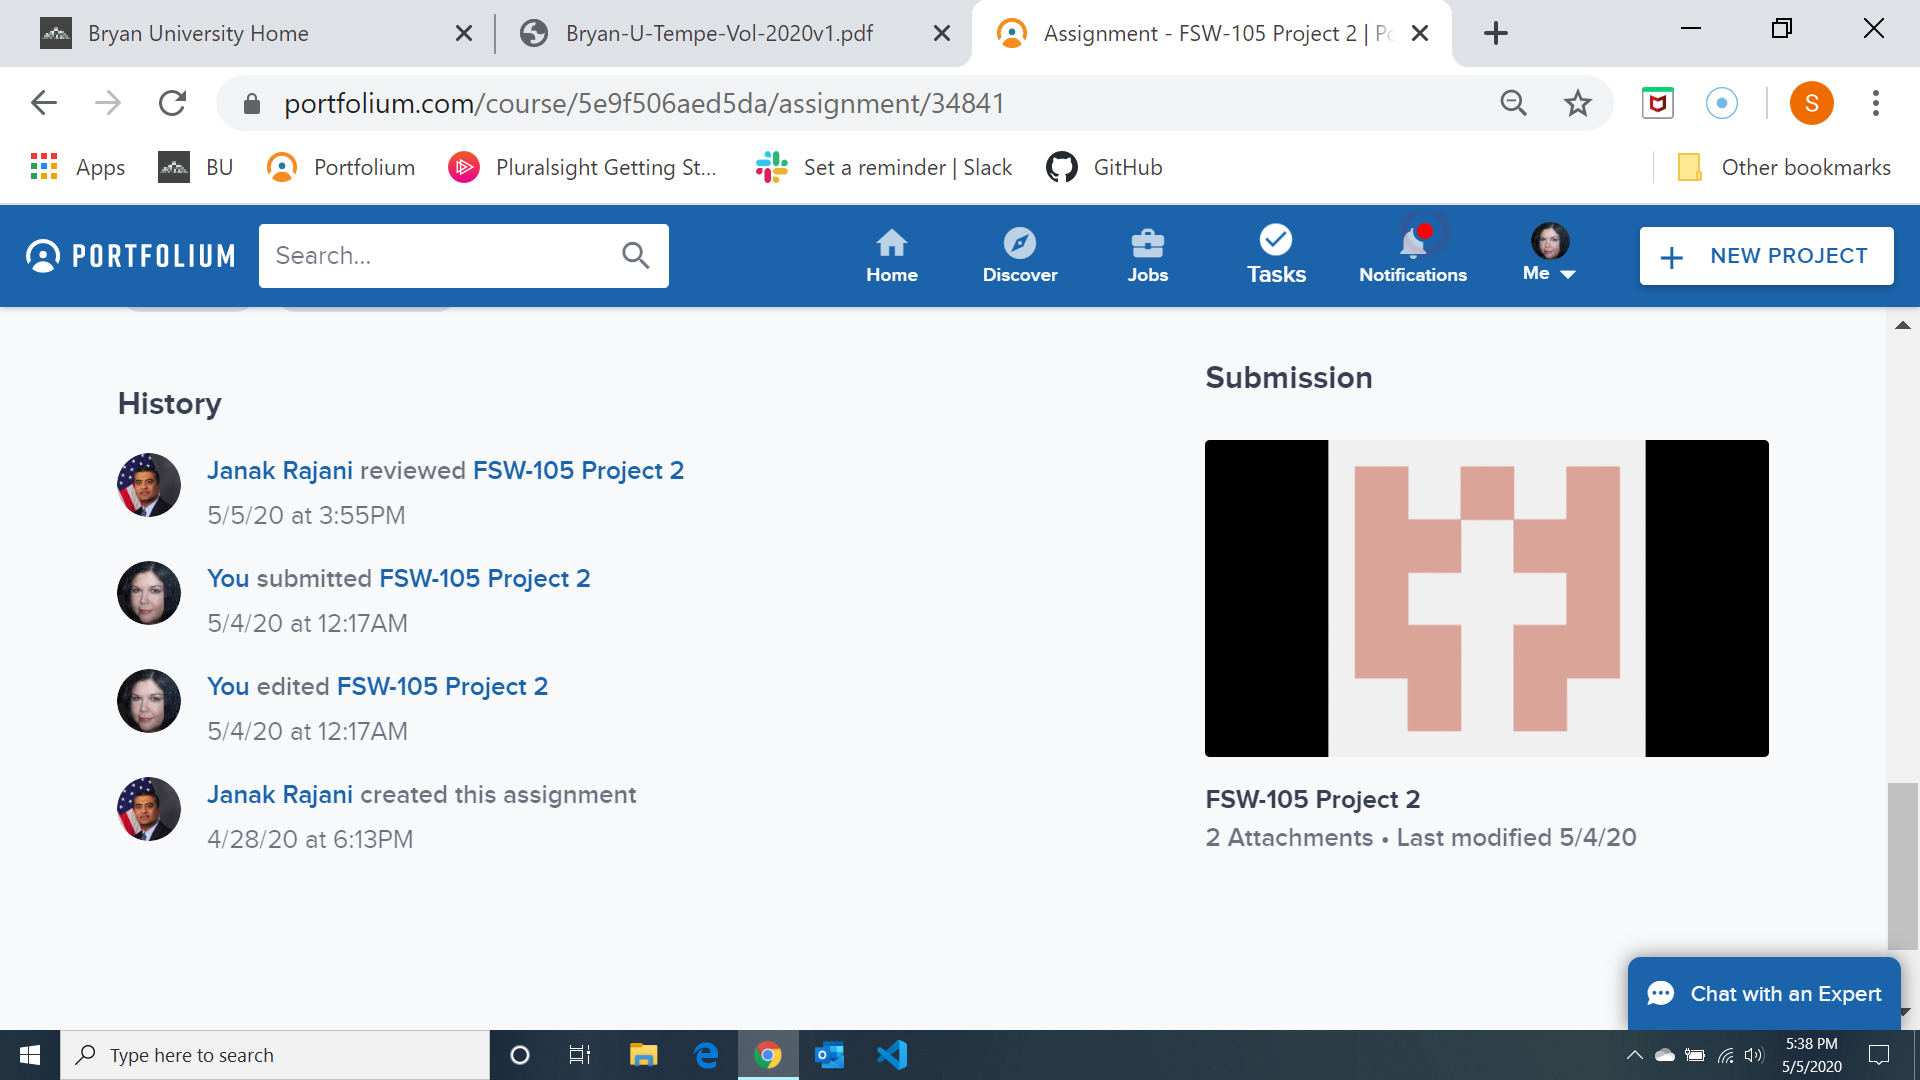 Bryan University Home
Bryan-U-Tempe-Vol-2020v1.pdf
Assignment - FSW-105 Project 2 | Po
portfolium.com/course/5e9f506aed5da/assignment/34841
S
Apps
BU
Portfolium
Pluralsight Getting St...
Set a reminder | Slack
GitHub
Other bookmarks
PORTFOLIUM
Search...
Home
Discover
Jobs
Tasks
Notifications
Me
+ NEW PROJECT
History
Janak Rajani reviewed FSW-105 Project 2
5/5/20 at 3:55PM
You submitted FSW-105 Project 2
5/4/20 at 12:17AM
You edited FSW-105 Project 2
5/4/20 at 12:17AM
Janak Rajani created this assignment
4/28/20 at 6:13PM
Submission
FSW-105 Project 2
2 Attachments • Last modified 5/4/20
Chat with an Expert
Type here to search
5:38 PM
5/5/2020